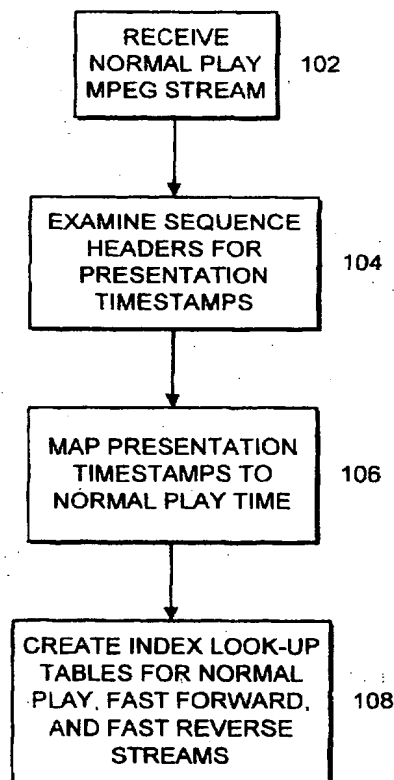 RECEIVE
NORMAL PLAY
MPEG STREAM
102
EXAMINE SEQUENCE
HEADERS FOR
PRESENTATION
TIMESTAMPS
104
MAP PRESENTATION
TIMESTAMPS TO
NORMAL PLAY TIME
106
CREATE INDEX LOOK-UP
TABLES FOR NORMAL
PLAY, FAST FORWARD,
AND FAST REVERSE
STREAMS
108